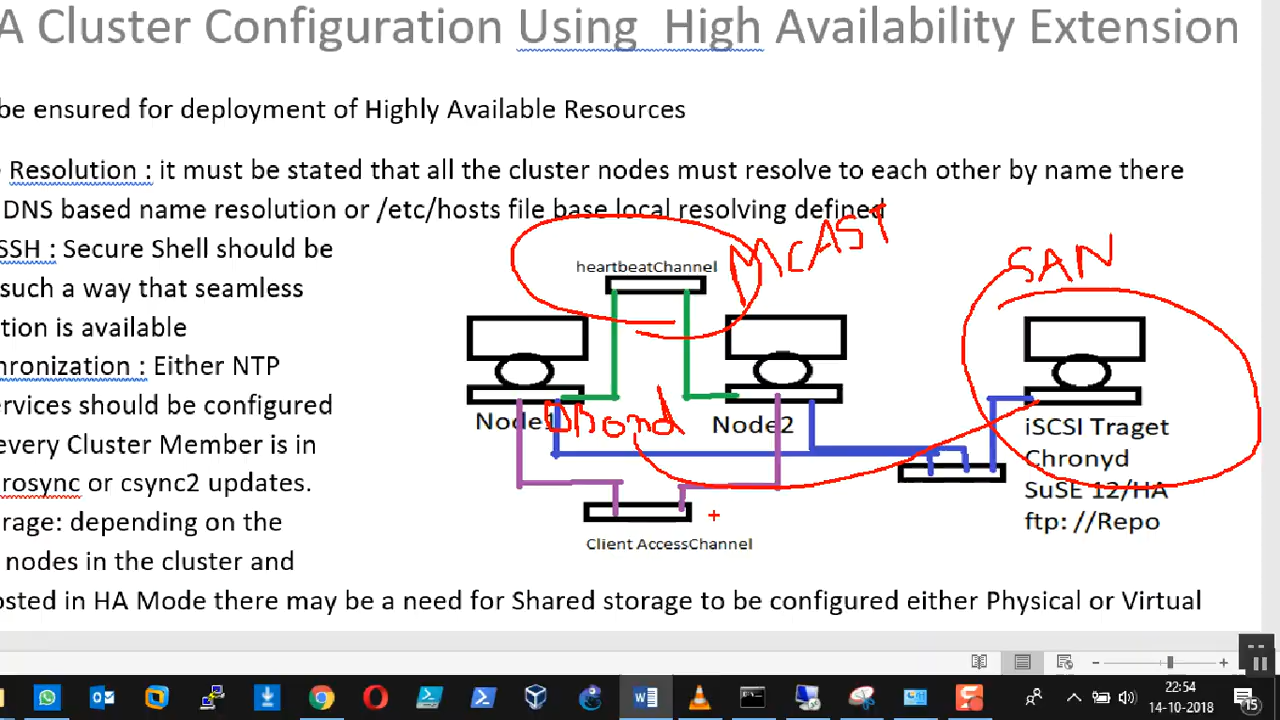 A Cluster Configuration Using High Availability Extension
be ensured for deployment of Highly Available Resources
Resolution : it must be stated that all the cluster nodes must resolve to each other by name there
DNS based name resolution or /etc/hosts file base local resolving defined
SSH : Secure Shell should be
such a way that seamless
tion is available
hronization : Either NTP
ervices should be configured
every Cluster Member is in
rosync or csync2 updates.
rage: depending on the
nodes in the cluster and
osted in HA Mode there may be a need for Shared storage to be configured either Physical or Virtual
MCAST
SAN
heartbeatChannel
Node1
Node2
Client AccessChannel
iSCSI Traget
Chronyd
SuSE 12/HA
ftp: //Repo
22:54
14-10-2018
15